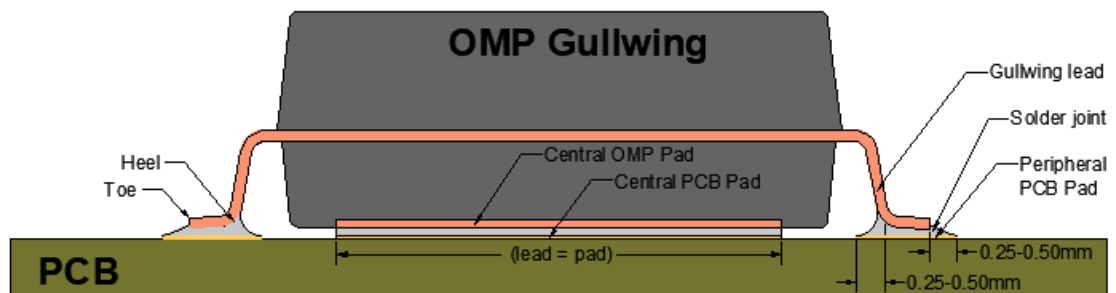 OMP Gullwing
Gullwing lead
Solder joint
Central OMP Pad
Heel
Peripheral
PCB Pad
Central PCB Pad
Toe
(lead = pad)
0.25-0.50mm
PCB
0.25-0.50mm